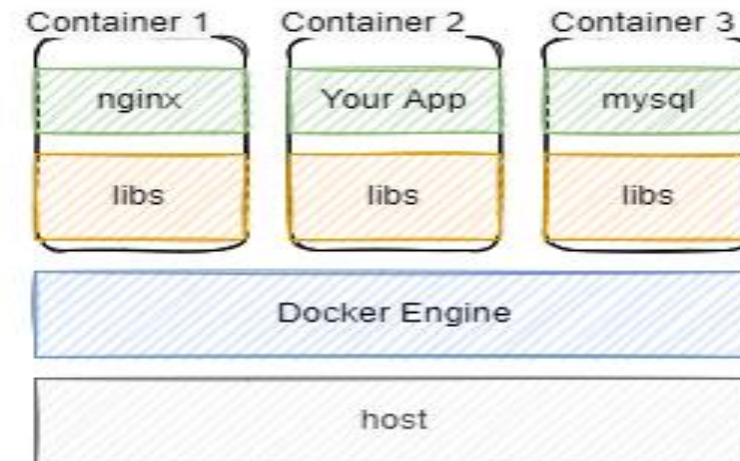 Container 1 Container 2 Container 3
nginx Your App mysql
libs libs libs
Docker Engine
host